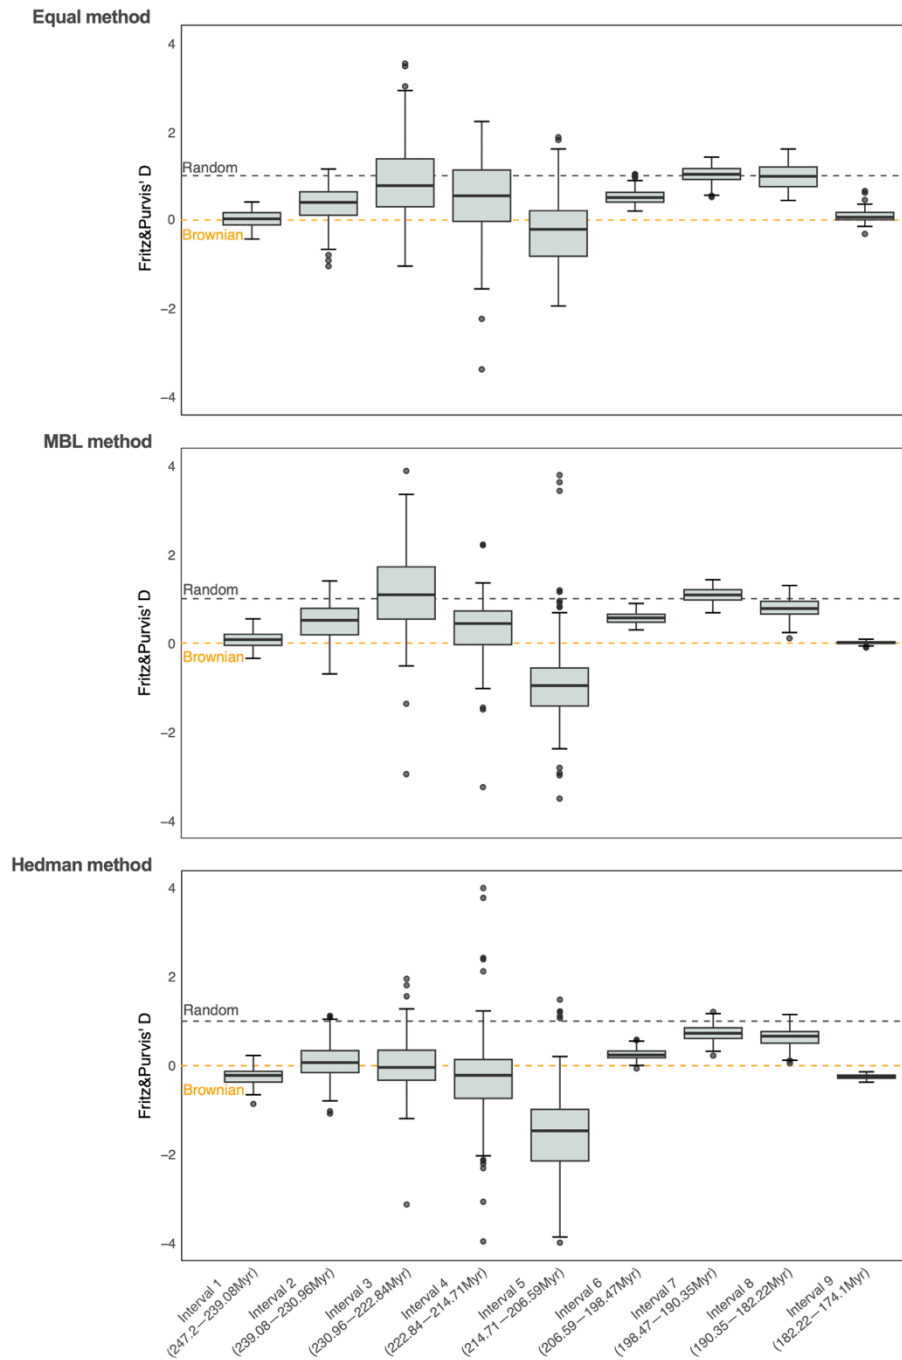 Equal method
4
2
Random
0
Brownian
−2
−4
Fritz&Purvis' D
MBL method
4
2
Random
0
Brownian
−2
−4
Fritz&Purvis' D
Hedman method
4
2
Random
0
Brownian
−2
−4
Fritz&Purvis' D
Interval 1
(247.2−239.08Myr)
Interval 2
(239.08−230.96Myr)
Interval 3
(230.96−222.84Myr)
Interval 4
(222.84−214.71Myr)
Interval 5
(214.71−206.59Myr)
Interval 6
(206.59−198.47Myr)
Interval 7
(198.47−190.35Myr)
Interval 8
(190.35−182.22Myr)
Interval 9
(182.22−174.1Myr)